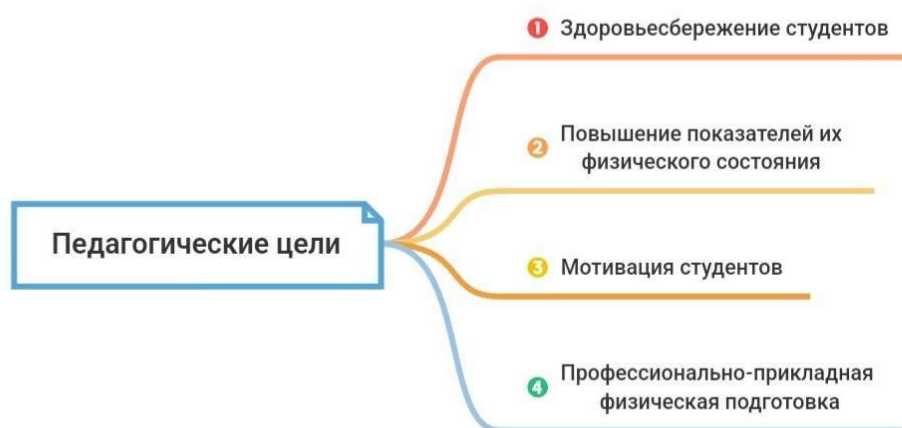 1 Здоровьесбережение студентов
2 Повышение показателей их
физического состояния
Педагогические цели
3 Мотивация студентов
4 Профессионально-прикладная
физическая подготовка